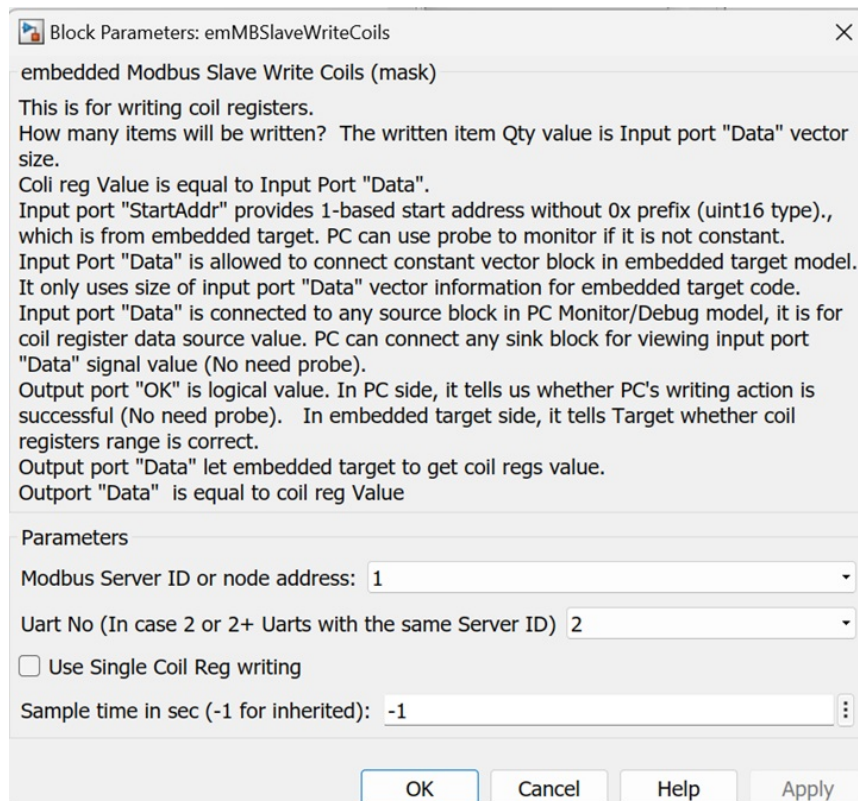 Block Parameters: emMBSlaveWriteCoils
embedded Modbus Slave Write Coils (mask)
This is for writing coil registers.
How many items will be written?  The written item Qty value is Input port "Data" vector
size.
Coli reg Value is equal to Input Port "Data".
Input port "StartAddr" provides 1-based start address without 0x prefix (uint16 type).,
which is from embedded target. PC can use probe to monitor if it is not constant.
Input Port "Data" is allowed to connect constant vector block in embedded target model.
It only uses size of input port "Data" vector information for embedded target code.
Input port "Data" is connected to any source block in PC Monitor/Debug model, it is for
coil register data source value. PC can connect any sink block for viewing input port
"Data" signal value (No need probe).
Output port "OK" is logical value. In PC side, it tells us whether PC's writing action is
successful (No need probe).   In embedded target side, it tells Target whether coil
registers range is correct.
Output port "Data" let embedded target to get coil regs value.
Outport "Data"  is equal to coil reg Value
Parameters
Modbus Server ID or node address: 1
Uart No (In case 2 or 2+ Uarts with the same Server ID) 2
Use Single Coil Reg writing
Sample time in sec (-1 for inherited): -1
OK Cancel Help Apply